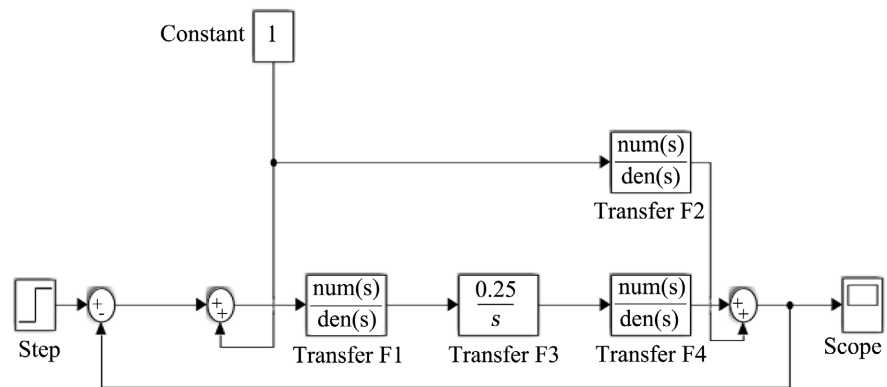 Constant
1
num(s)
den(s)
Transfer F2
+
-
+
+
num(s)
den(s)
0.25
s
num(s)
den(s)
+
+
Step
Transfer F1
Transfer F3
Transfer F4
Scope